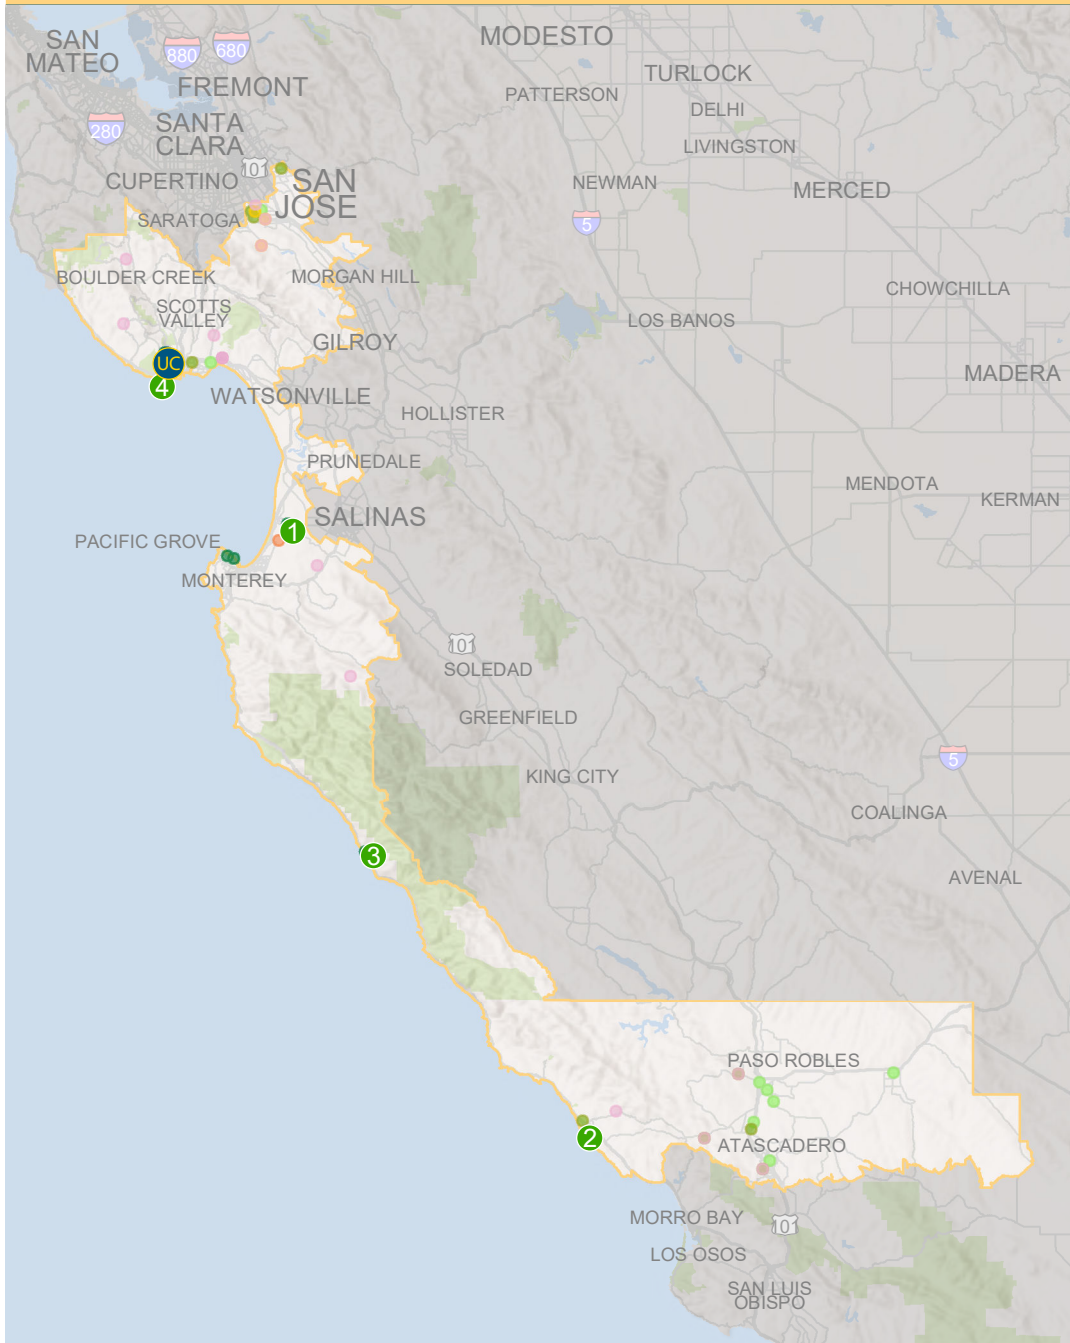 SAN
MATEO
880
680
MODESTO
TURLOCK
FREMONT
PATTERSON
DELHI
280
SANTA
CLARA
LIVINGSTON
101
CUPERTINO
SAN
JOSE
NEWMAN
MERCED
SARATOGA
5
BOULDER CREEK
MORGAN HILL
CHOWCHILLA
SCOTTS
VALLEY
LOS BANOS
GILROY
UC
MADERA
4
WATSONVILLE
HOLLISTER
PRUNEDALE
MENDOTA
KERMAN
SALINAS
1
PACIFIC GROVE
MONTEREY
101
SOLEDAD
GREENFIELD
5
KING CITY
COALINGA
3
AVENAL
PASO ROBLES
2
ATASCADERO
MORRO BAY
101
LOS OSOS
SAN LUIS
OBISPO